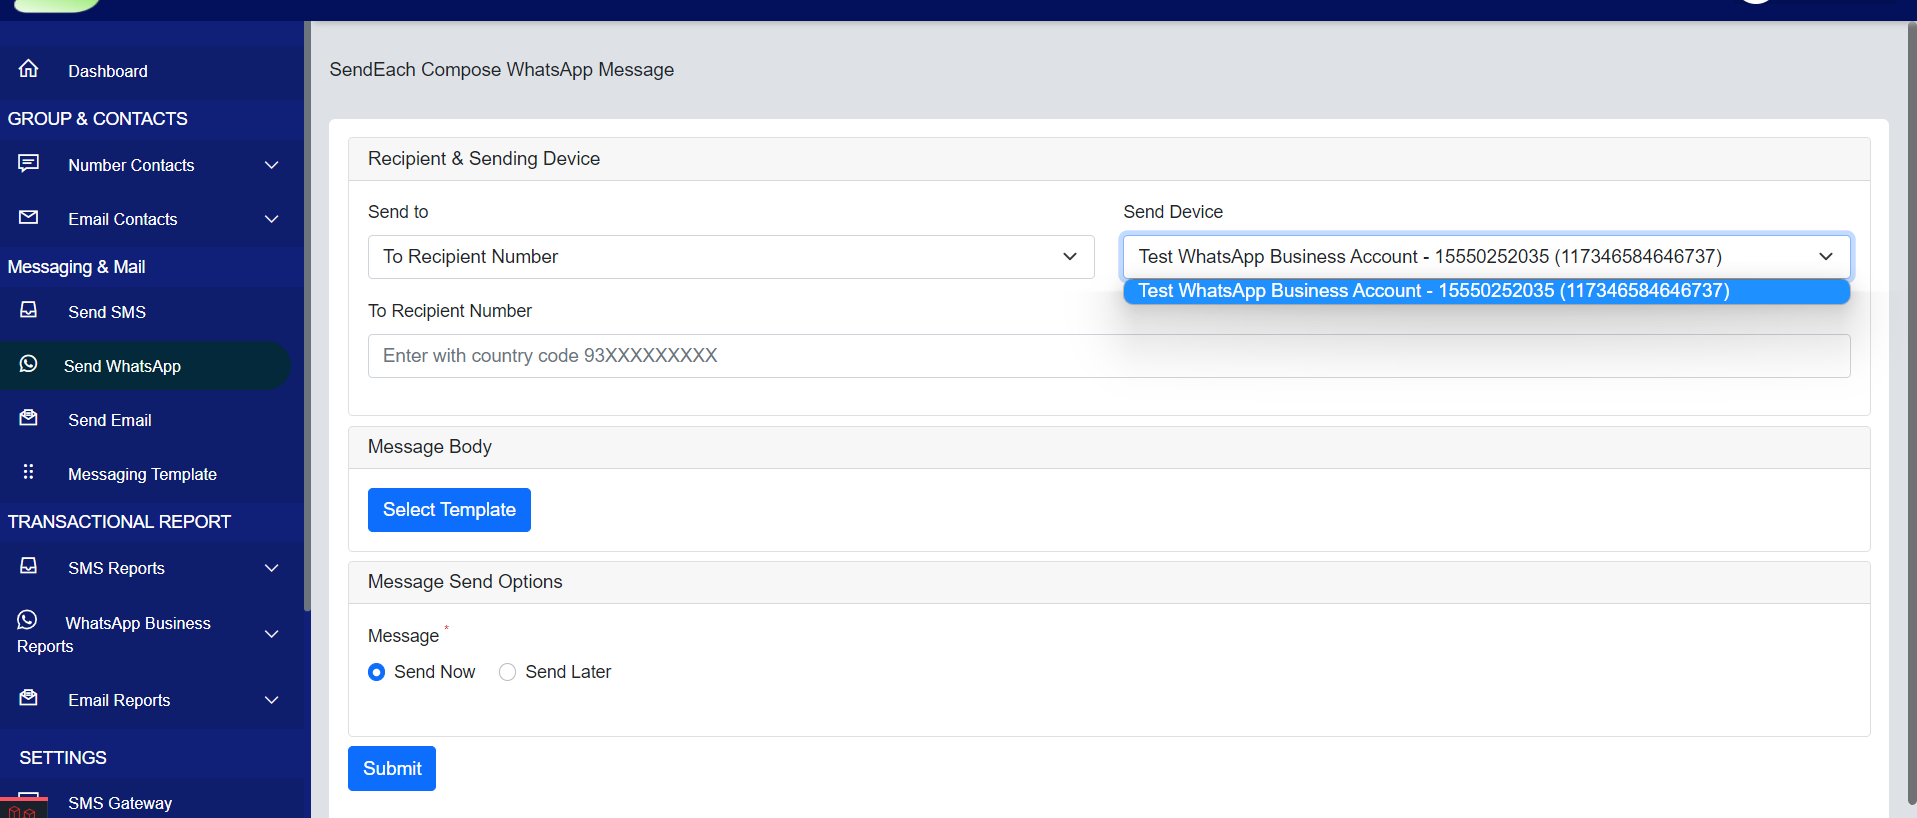 Dashboard
GROUP & CONTACTS
Number Contacts
Email Contacts
Messaging & Mail
Send SMS
Send WhatsApp
Send Email
Messaging Template
TRANSACTIONAL REPORT
SMS Reports
WhatsApp Business
Reports
Email Reports
SETTINGS
SMS Gateway
SendEach Compose WhatsApp Message
Recipient & Sending Device
Send to
To Recipient Number
Send Device
Test WhatsApp Business Account - 15550252035 (117346584646737)
Test WhatsApp Business Account - 15550252035 (117346584646737)
To Recipient Number
Enter with country code 93XXXXXXXXX
Message Body
Select Template
Message Send Options
Message *
Send Now
Send Later
Submit